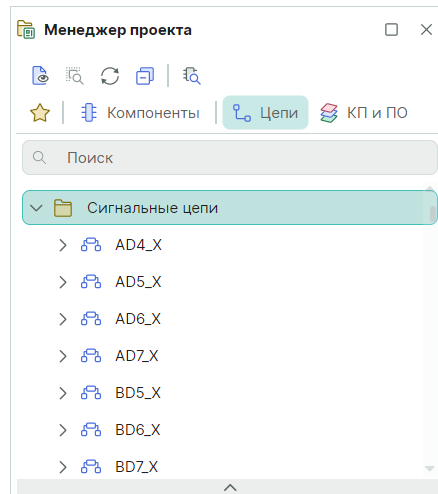 Менеджер проекта
Компоненты Цепи КП и ПО
Поиск
Сигнальные цепи
AD4_X
AD5_X
AD6_X
AD7_X
BD5_X
BD6_X
BD7_X